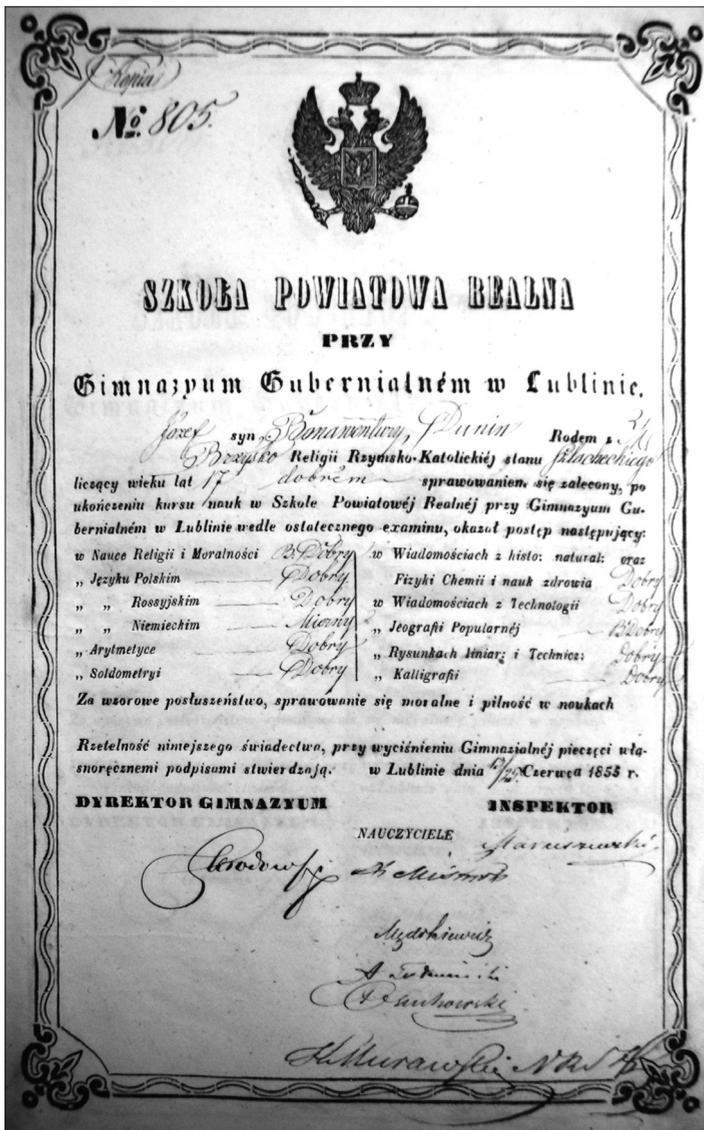 Kopia
No. 805.
SZKOŁA POWIATOWA REALNA
PRZY
Gimnazyum Gubernialném w Lublinie.
Józef syn Bonawentury, Dunin Rodem z
Brzysko Religii Rzymsko-Katolickiéj stanu Szlacheckiego
liczący wieku lat 17 dobrém sprawowaniem się zalecony, po
ukończeniu kursu nauk w Szkole Powiatowéj Realnéj przy Gimnazyum Gu-
bernialném w Lublinie wedle ostatecznego examinu, okazał postęp następujący:
w Nauce Religii i Moralności B. Dobry
„ Języku Polskim Dobry
„ „ Rossyjskim Dobry
„ „ Niemieckim Mierny
„ Arytmetyce Dobry
„ Soldometryi Dobry
w Wiadomościach z histo: natural: oraz
Fizyki Chemii i nauk zdrowia Dobry
w Wiadomościach z Technologii Dobry
„ Jeografii Popularnéj B Dobry
„ Rysunkach liniar: i Technicz: Dobry
„ Kalligrafii Dobry
Za wzorowe posłuszeństwo, sprawowanie się moralne i pilność w naukach
Rzetelność niniejszego świadectwa, przy wyciśnieniu Gimnazialnéj pieczęci wła-
snoręcznemi podpisami stwierdzają. w Lublinie dnia Czerwca 1855 r.
DYREKTOR GIMNAZYUM
INSPEKTOR
NAUCZYCIELE